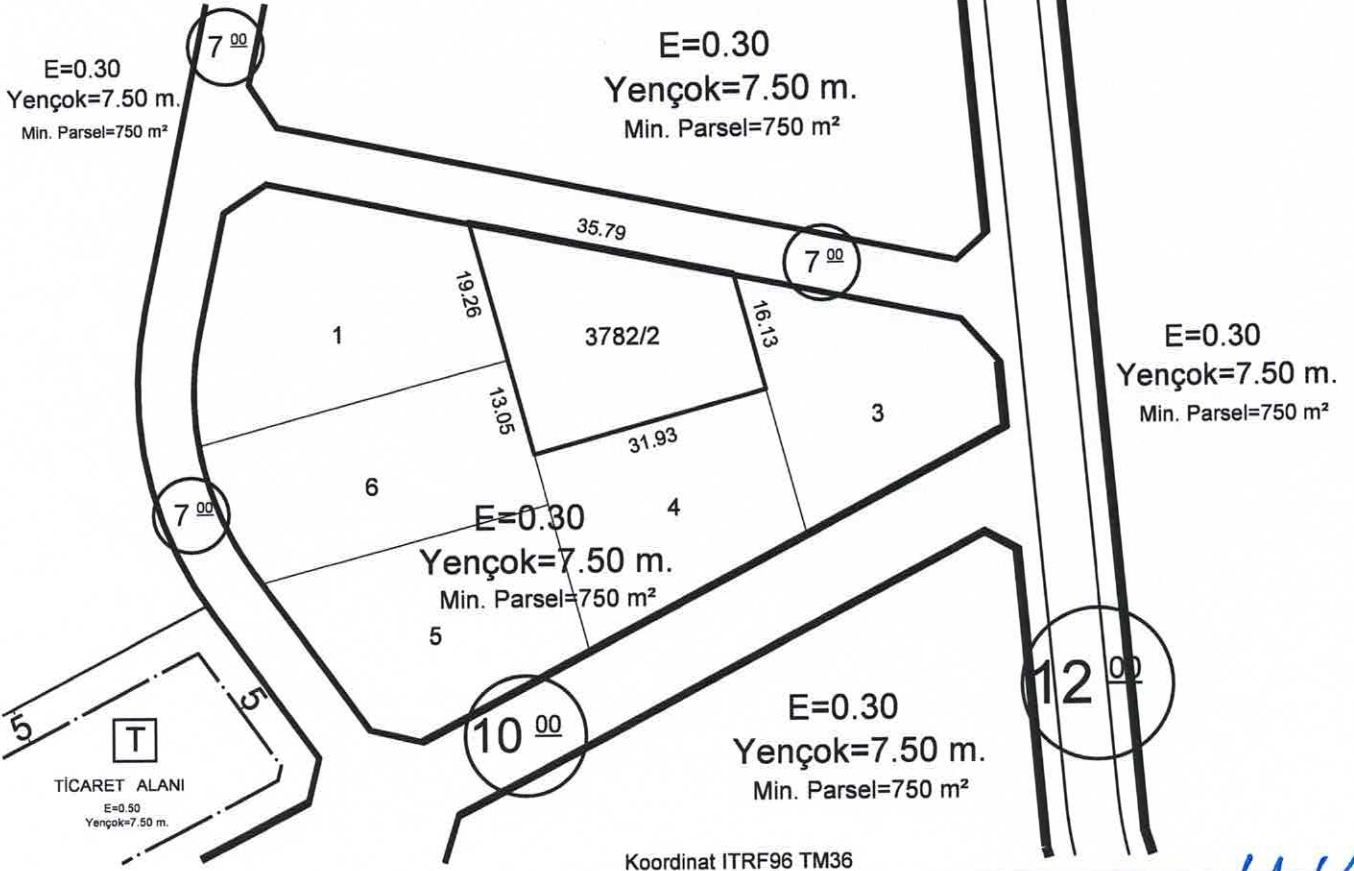 7 00
E=0.30
Yençok=7.50 m.
Min. Parsel=750 m²
E=0.30
Yençok=7.50 m.
Min. Parsel=750 m²
35.79
7 00
19.26
16.13
1
3782/2
E=0.30
Yençok=7.50 m.
Min. Parsel=750 m²
13.05
31.93
3
6
4
7 00
E=0.30
Yençok=7.50 m.
Min. Parsel=750 m²
5
5
5
T
TİCARET ALANI
E=0.50
Yençok=7.50 m.
10 00
12 00
E=0.30
Yençok=7.50 m.
Min. Parsel=750 m²
Koordinat ITRF96 TM36